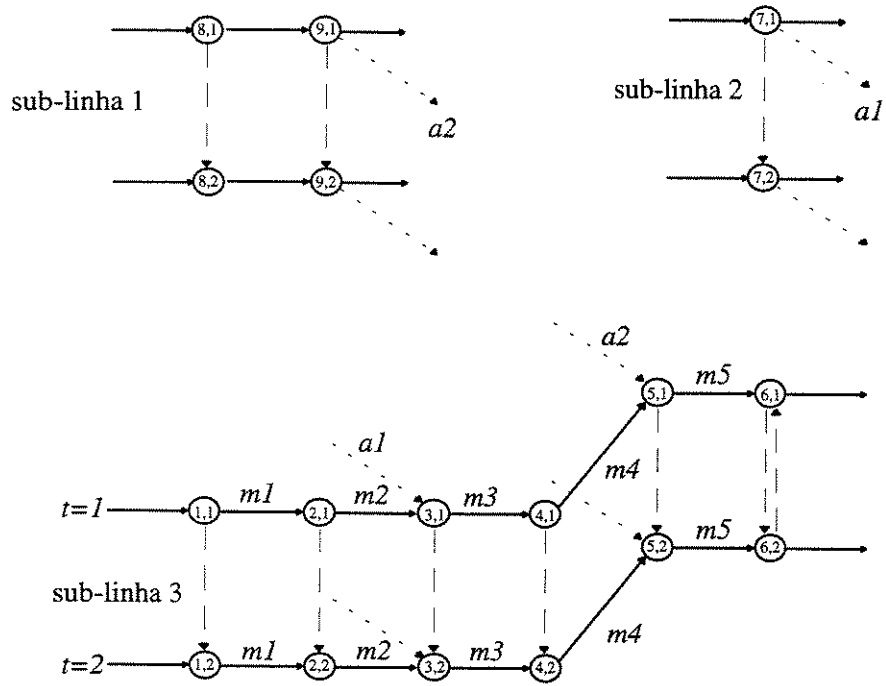 8,1 9,1 7,1
sub-linha 1 sub-linha 2
a2 a1
8,2 9,2 7,2
a2
5,1 m5 6,1
a1 m4
t=1 1,1 m1 2,1 m2 3,1 m3 4,1
5,2 m5 6,2
sub-linha 3
m4
t=2 1,2 m1 2,2 m2 3,2 m3 4,2